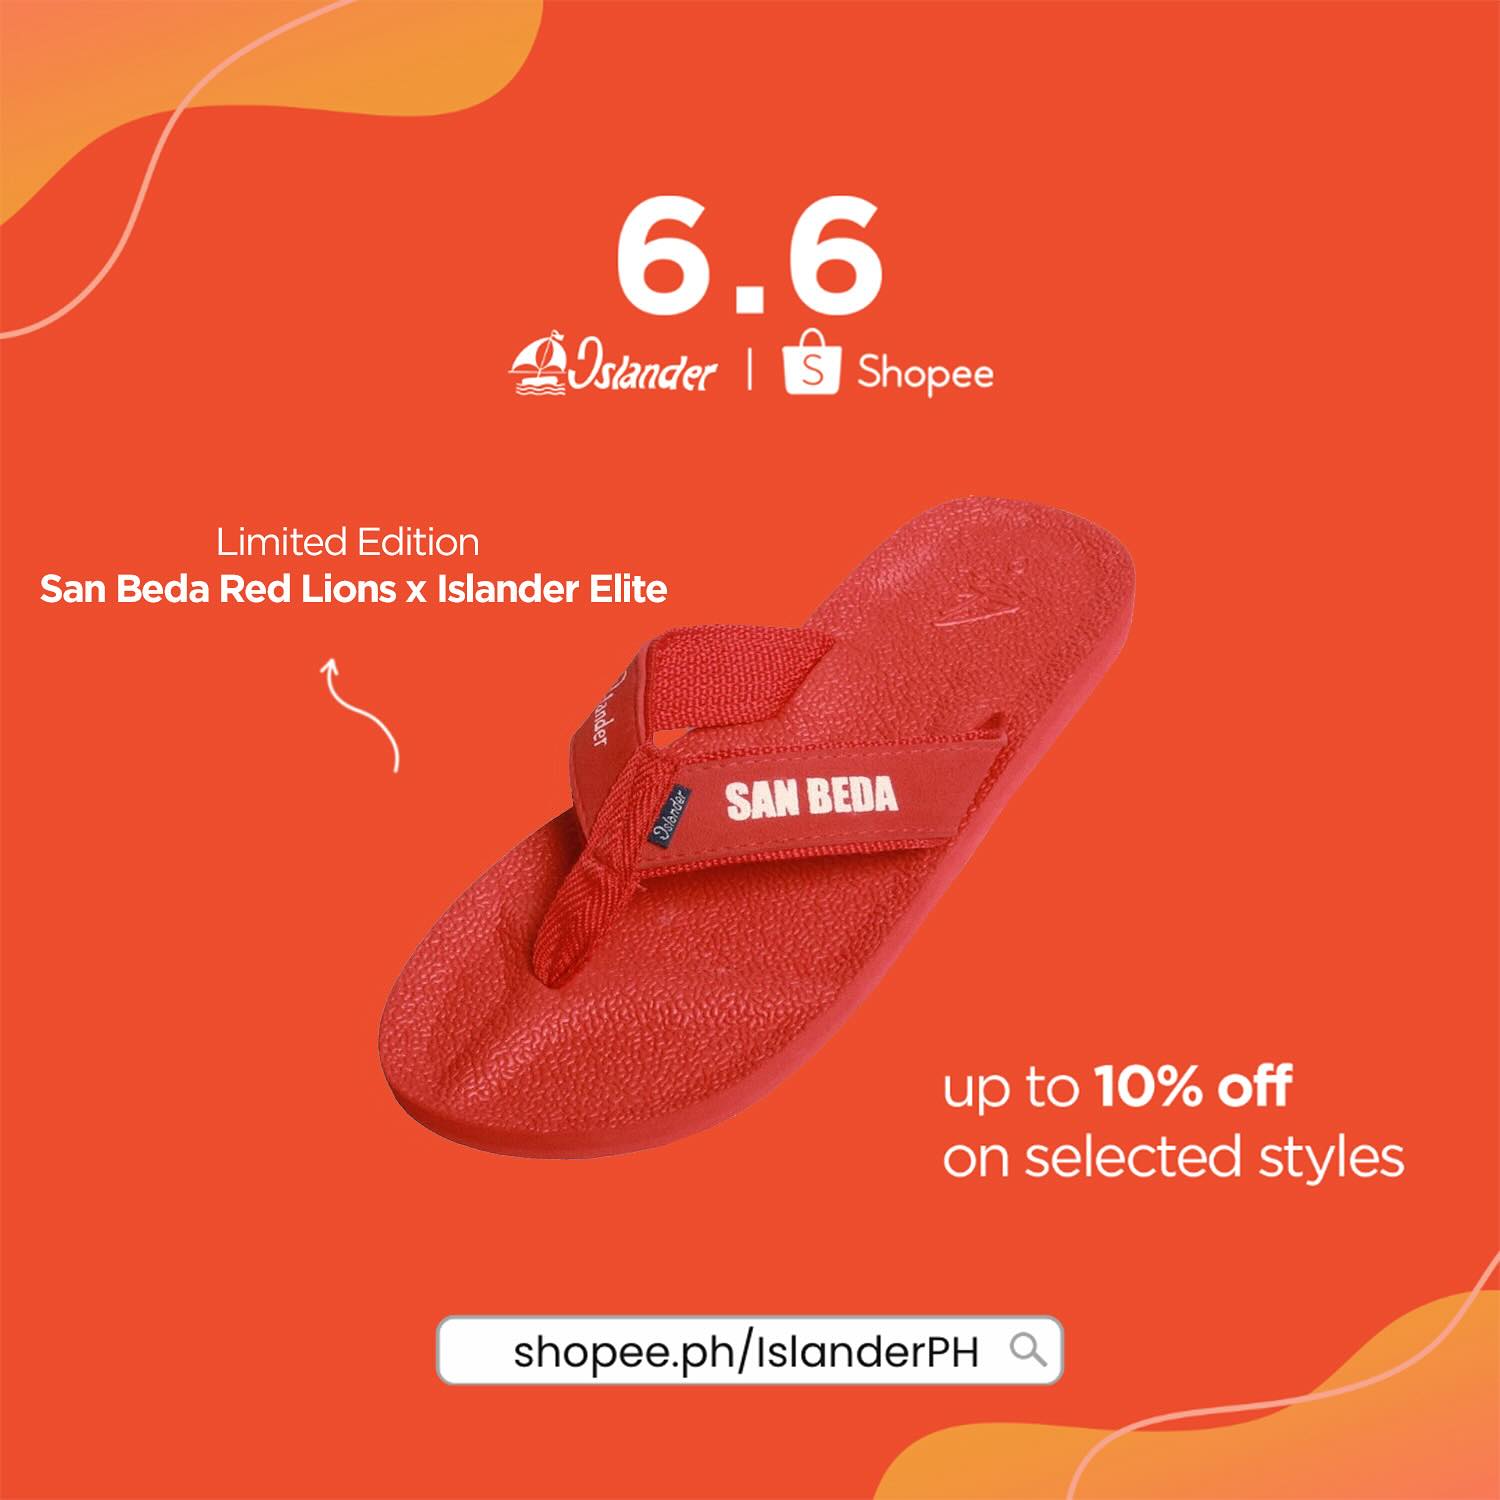 6.6
Islander | S Shopee
Limited Edition
San Beda Red Lions x Islander Elite
Islander
SAN BEDA
up to 10% off
on selected styles
shopee.ph/IslanderPH